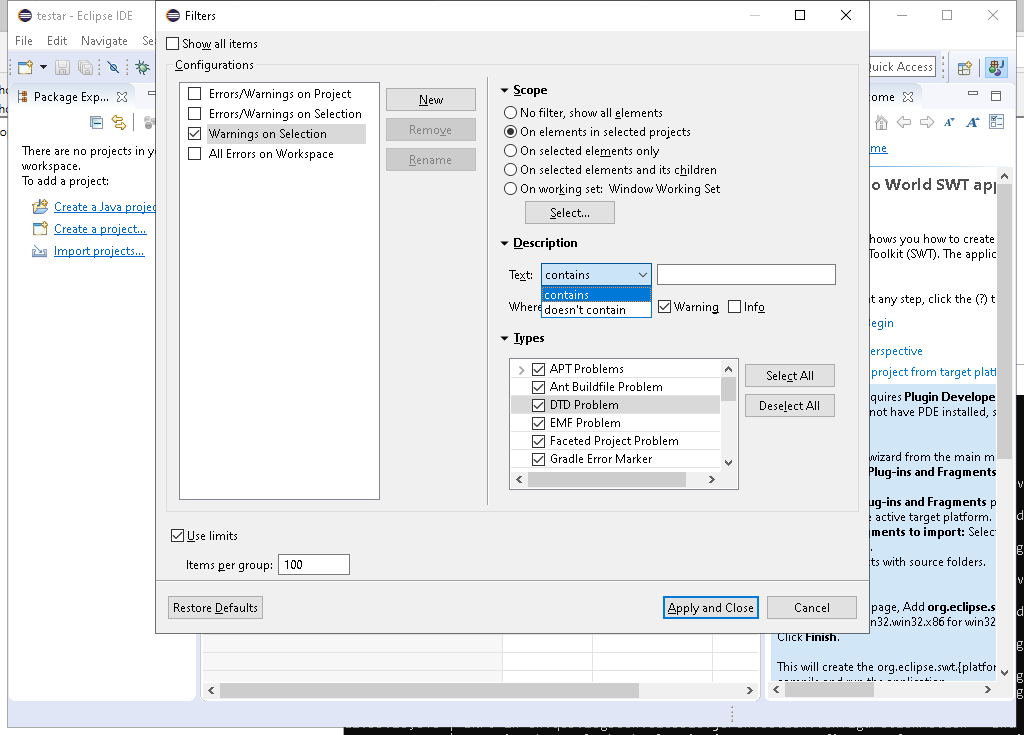 testar - Eclipse IDE
File Edit Navigate
Quick Access
Package Exp...
There are no projects in
workspace.
To add a project:
Create a Java
Create a project...
Import projects...
Filters
Show all items
Configurations
Errors/Warnings on Project
Errors/Warnings on Selection
Warnings on Selection
All Errors on Workspace
New
Remove
Rename
Scope
No filter, show all elements
On elements in selected projects
On selected elements only
On selected elements and its children
On working set: Window Working Set
Select...
Description
Text: contains
contains
doesn't contain
Where
Warning Info
Types
APT Problems
Ant Buildfile Problem
DTD Problem
EMF Problem
Faceted Project Problem
Gradle Error Marker
Select All
Deselect All
Use limits
Items per group: 100
Restore Defaults
Apply and Close
Cancel
ome
me
o World SWT app
hows you how to create
Toolkit (SWT). The applic
t any step, click the (?) t
Begin
erspective
project from target platf
quires Plugin Develope
not have PDE installed, s
wizard from the main m
Plug-ins and Fragments
ug-ins and Fragments p
e active target platform.
gments to import: Selec
ts with source folders.
page, Add org.eclipse.s
n32.win32.x86 for win32
Click Finish.
This will create the org.eclipse.swt.{platfor
compile and run the application.